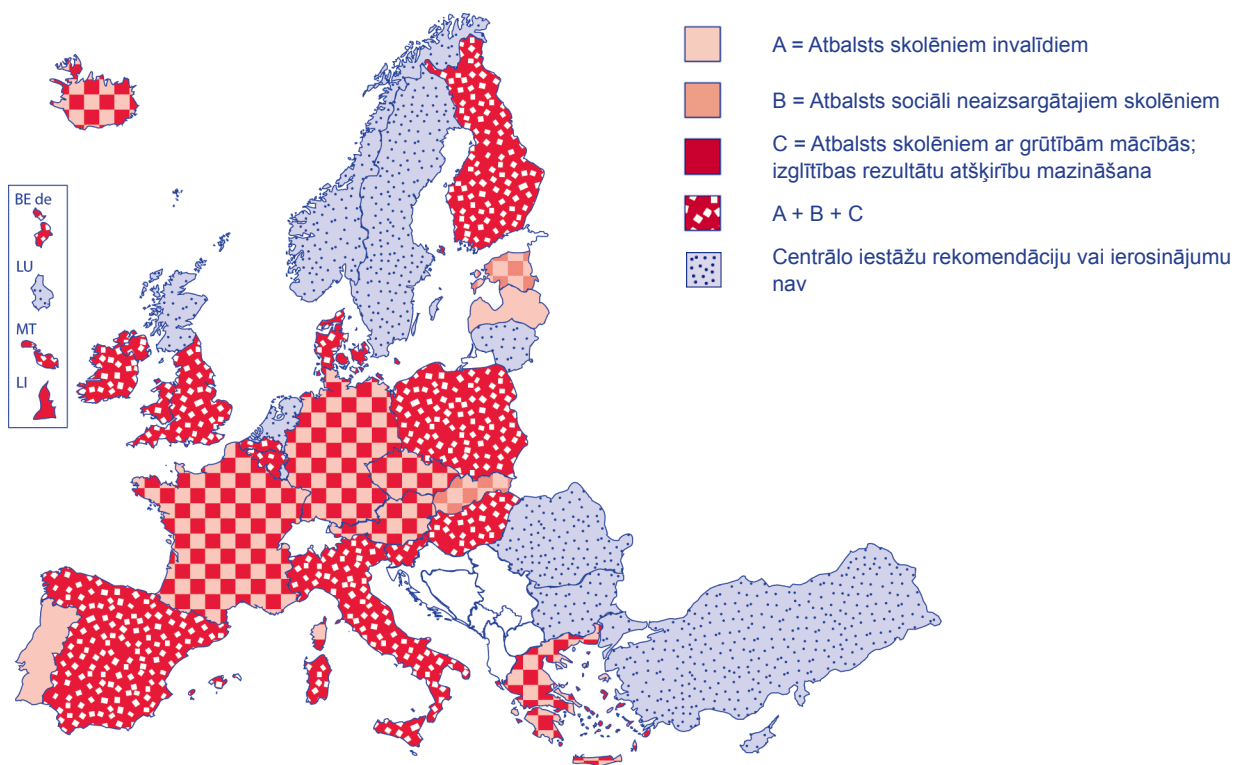 A = Atbalsts skolēniem invalīdiem
B = Atbalsts sociāli neaizsargātajiem skolēniem
C = Atbalsts skolēniem ar grūtībām mācībās;
izglītības rezultātu atšķirību mazināšana
A + B + C
Centrālo iestāžu rekomendāciju vai ierosinājumu
nav
BE de
LU
MT
LI